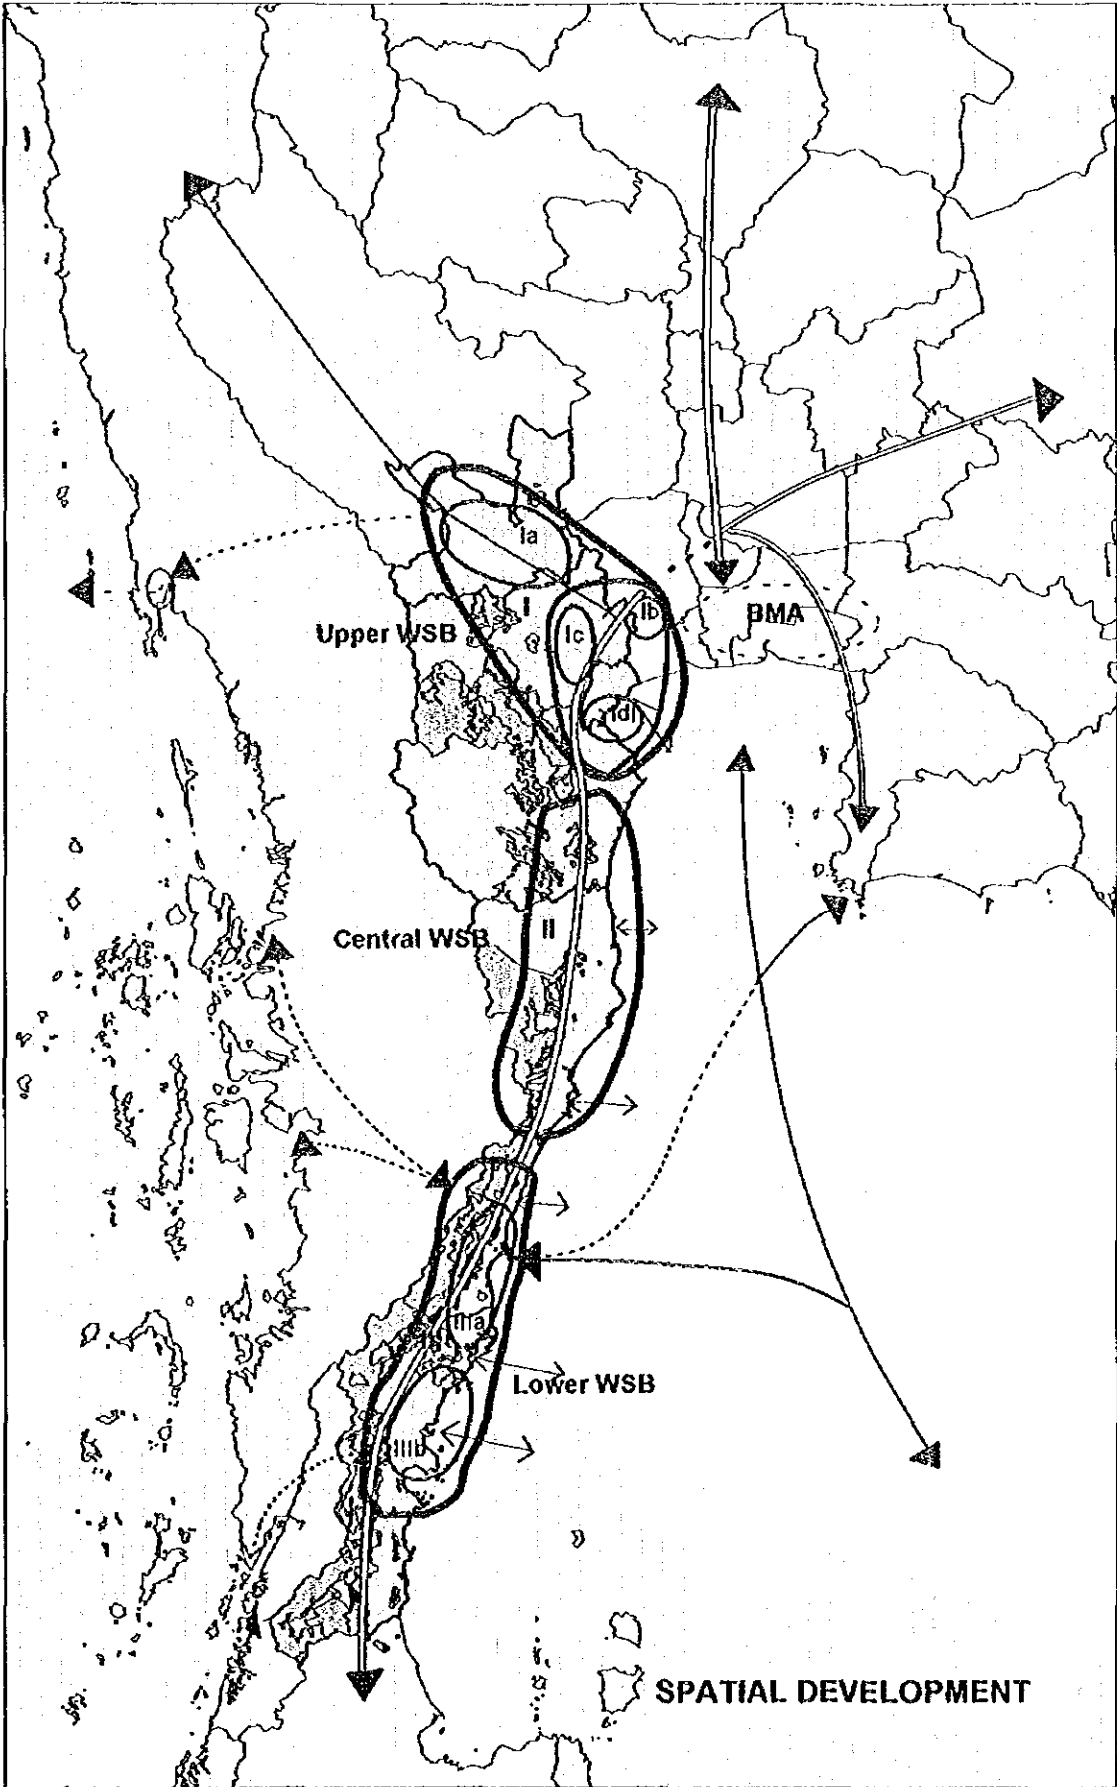 Ia
I
Ib
Ic
Upper WSB
BMA
Id
II
Central WSB
IIIa
Lower WSB
IIIb
SPATIAL DEVELOPMENT